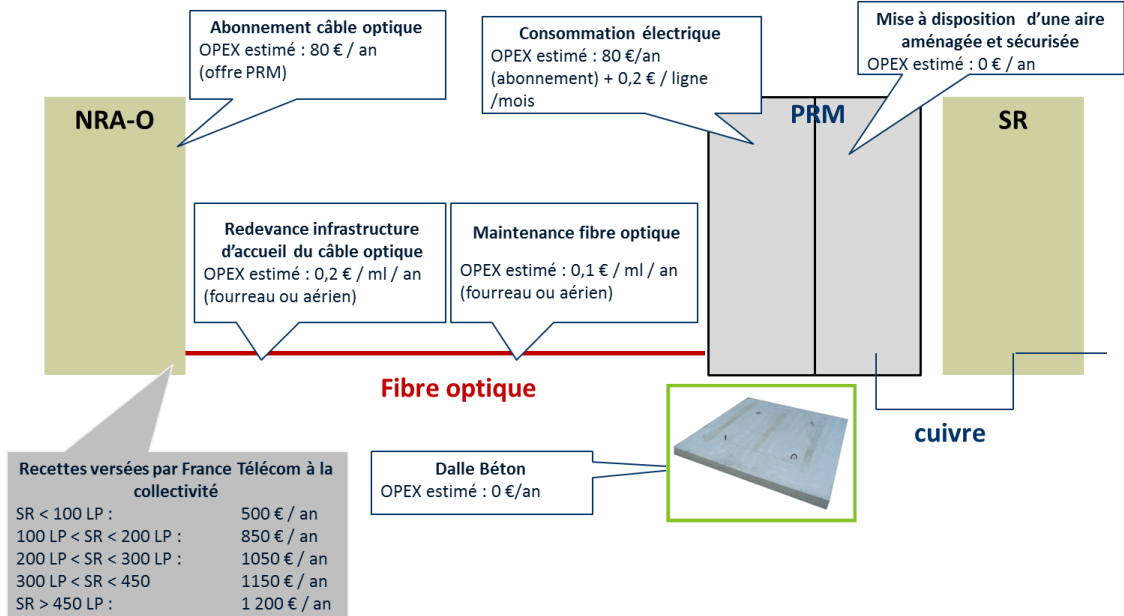 Abonnement câble optique
OPEX estimé : 80 € / an
(offre PRM)
Consommation électrique
OPEX estimé : 80 €/an
(abonnement) + 0,2 € / ligne
/mois
Mise à disposition d'une aire
aménagée et sécurisée
OPEX estimé : 0 € / an
NRA-O
PRM
SR
Redevance infrastructure
d'accueil du câble optique
OPEX estimé : 0,2 € / ml / an
(fourreau ou aérien)
Maintenance fibre optique
OPEX estimé : 0,1 € / ml / an
(fourreau ou aérien)
Fibre optique
cuivre
Recettes versées par France Télécom à la
collectivité
SR < 100 LP : 500 € / an
100 LP < SR < 200 LP : 850 € / an
200 LP < SR < 300 LP : 1050 € / an
300 LP < SR < 450 1150 € / an
SR > 450 LP : 1 200 € / an
Dalle Béton
OPEX estimé : 0 €/an